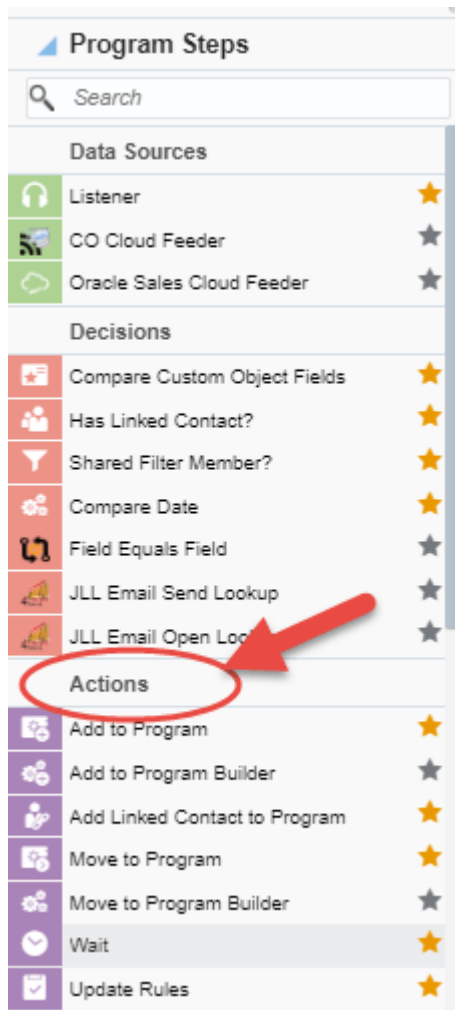 Program Steps
Search
Data Sources
Listener
CO Cloud Feeder
Oracle Sales Cloud Feeder
Decisions
Compare Custom Object Fields
Has Linked Contact?
Shared Filter Member?
Compare Date
Field Equals Field
JLL Email Send Lookup
JLL Email Open
Actions
Add to Program
Add to Program Builder
Add Linked Contact to Program
Move to Program
Move to Program Builder
Wait
Update Rules